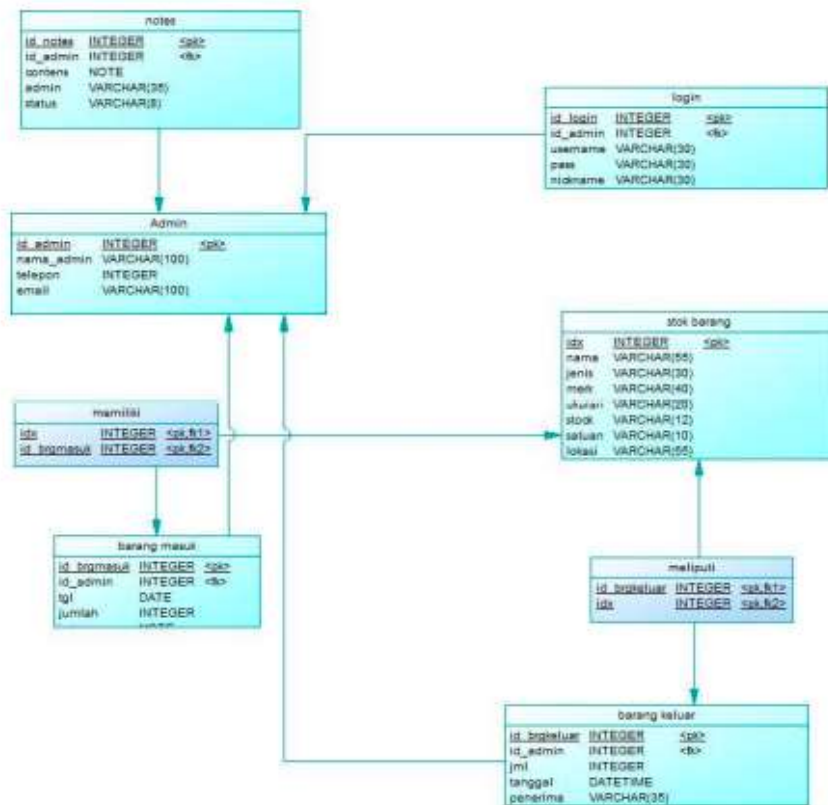 notes
id_notes INTEGER <pk>
id_admin INTEGER <fk>
contens NOTE
admin VARCHAR(35)
status VARCHAR(8)
login
id_login INTEGER <pk>
id_admin INTEGER <fk>
username VARCHAR(30)
pass VARCHAR(30)
nickname VARCHAR(30)
Admin
id_admin INTEGER <pk>
nama_admin VARCHAR(100)
telepon INTEGER
email VARCHAR(100)
stok barang
idx INTEGER <pk>
nama VARCHAR(55)
jenis VARCHAR(30)
merk VARCHAR(40)
ukuran VARCHAR(20)
stock VARCHAR(12)
satuan VARCHAR(10)
lokasi VARCHAR(55)
memiliki
idx INTEGER <pk,fk1>
id_brgmasuk INTEGER <pk,fk2>
barang masuk
id_brgmasuk INTEGER <pk>
id_admin INTEGER <fk>
tgl DATE
jumlah INTEGER
meliputi
id_brgkeluar INTEGER <pk,fk1>
idx INTEGER <pk,fk2>
barang keluar
id_brgkeluar INTEGER <pk>
id_admin INTEGER <fk>
jml INTEGER
tanggal DATETIME
penerima VARCHAR(35)